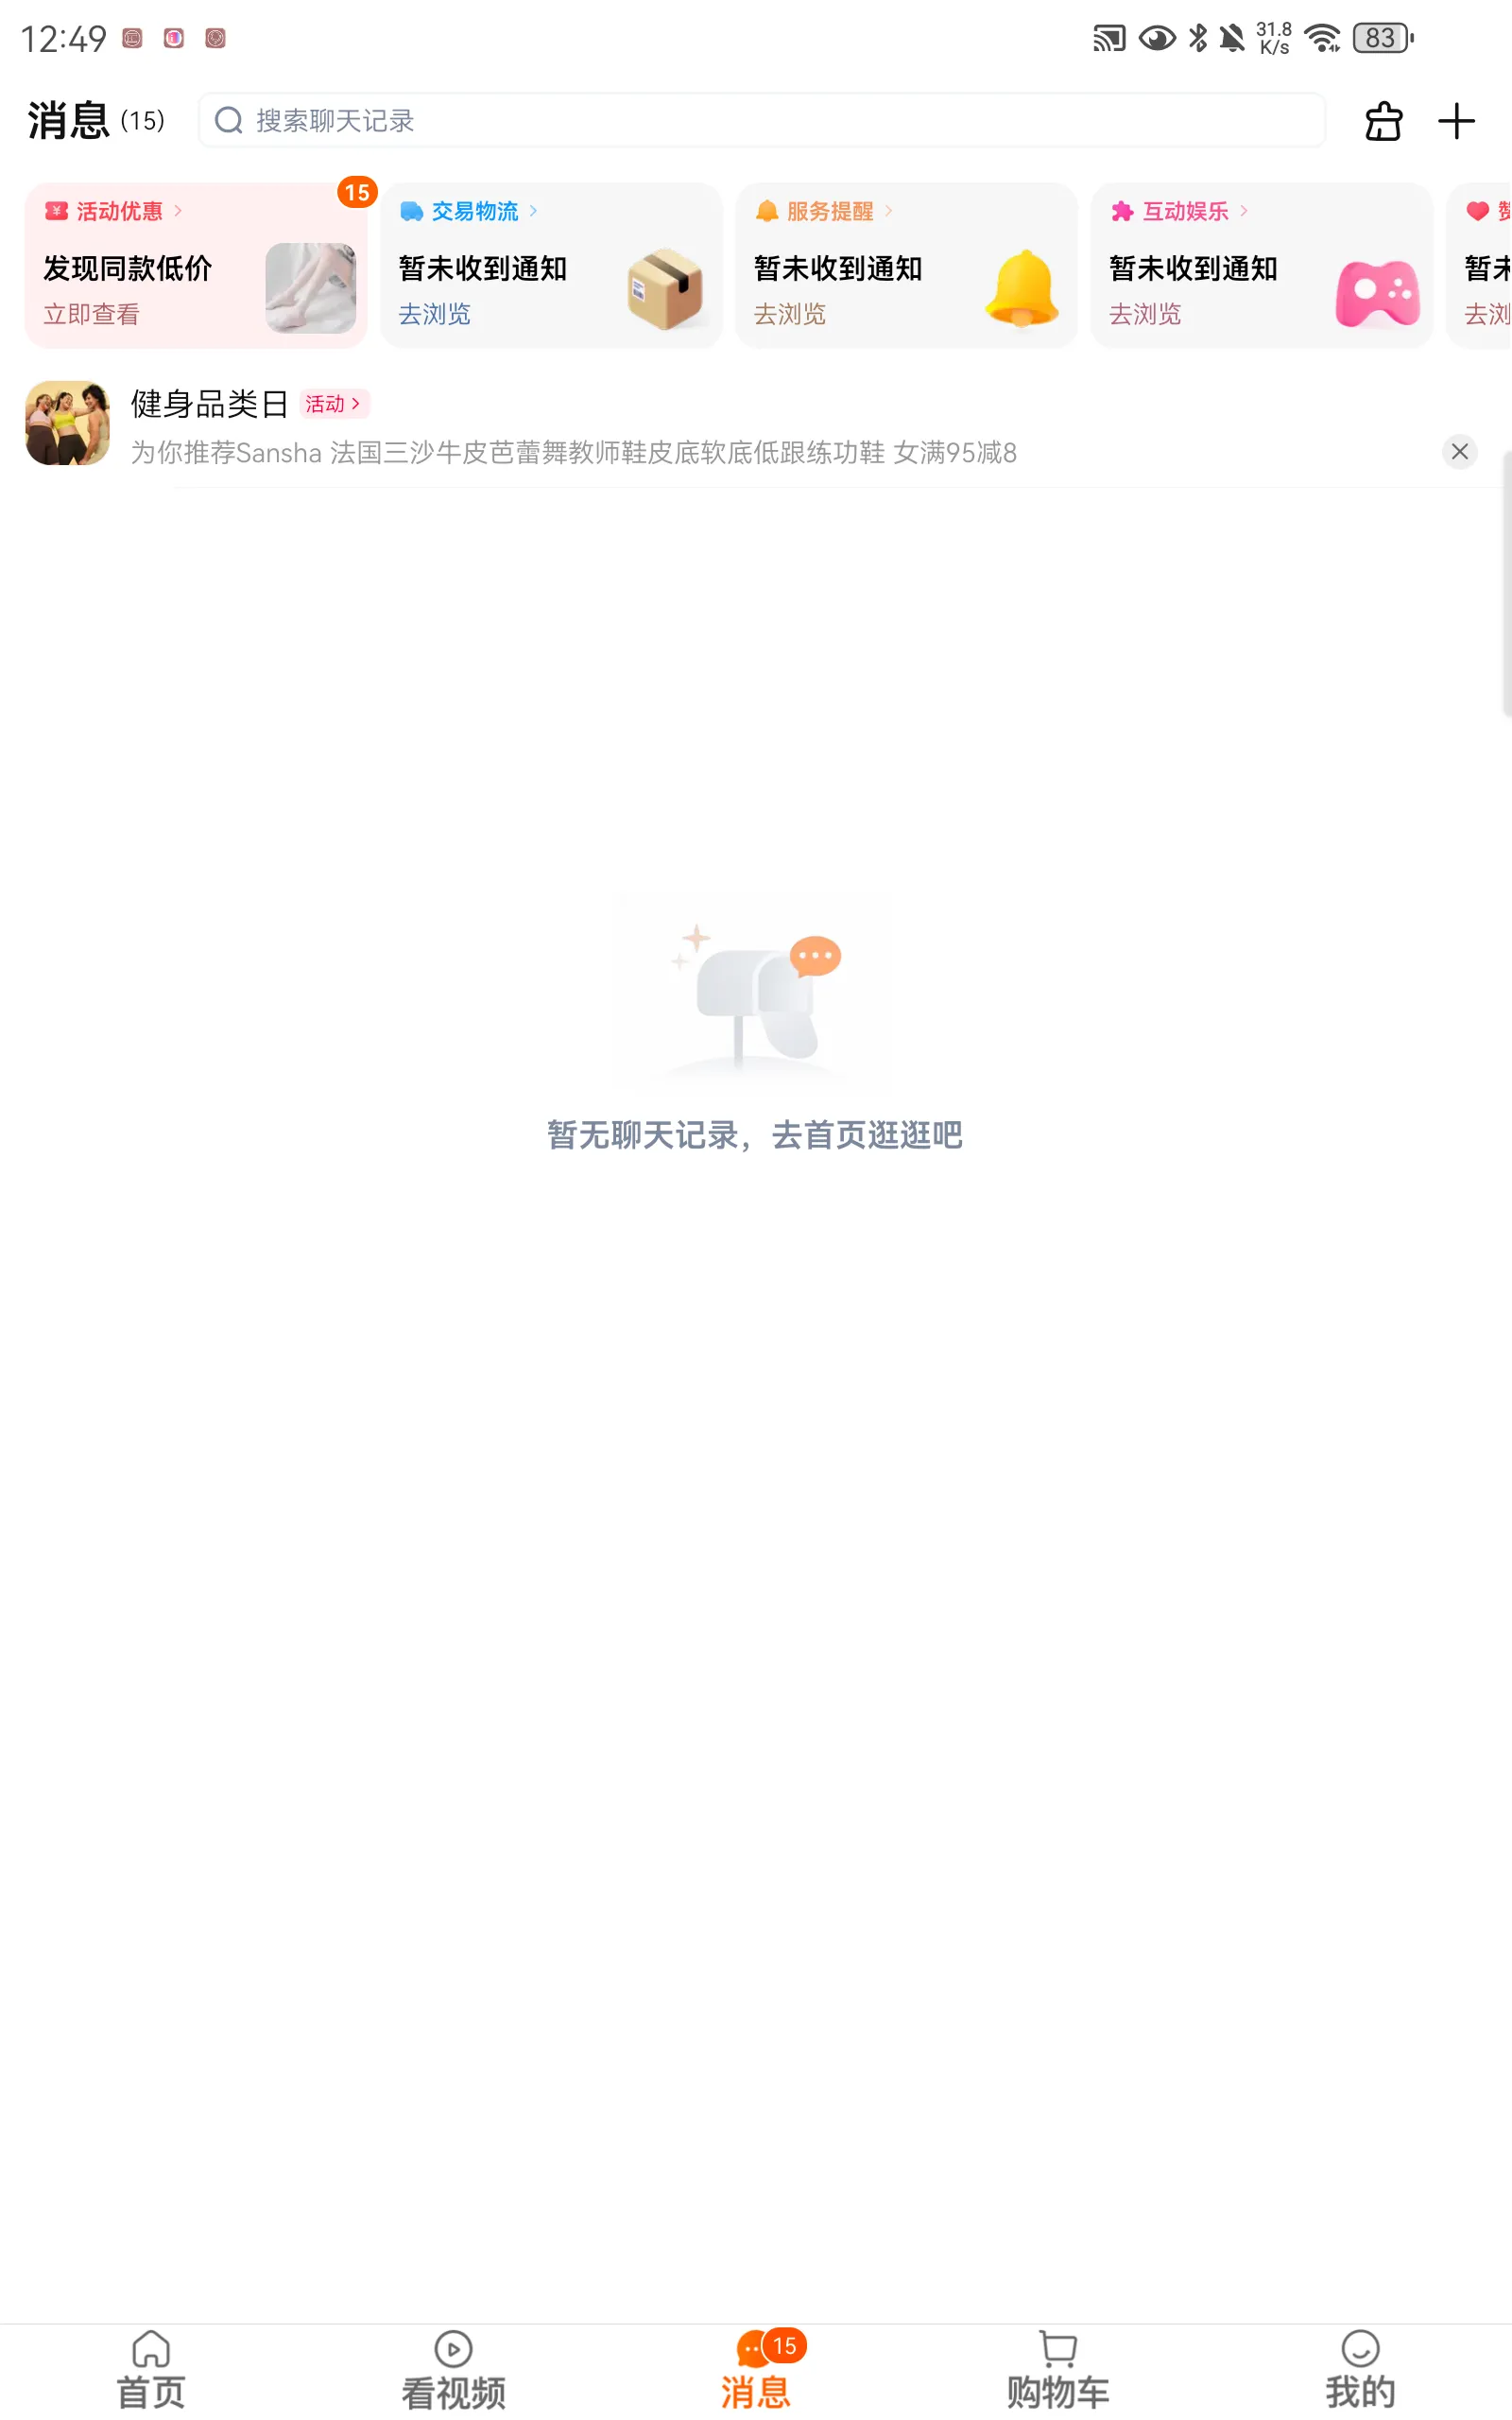 12:49
31.8 K/s
83
消息 (15)
搜索聊天记录
15
活动优惠
发现同款低价
立即查看
交易物流
暂未收到通知
去浏览
服务提醒
暂未收到通知
去浏览
互动娱乐
暂未收到通知
去浏览
暂未
去浏
健身品类日 活动
为你推荐Sansha 法国三沙牛皮芭蕾舞教师鞋皮底软底低跟练功鞋 女满95减8
暂无聊天记录，去首页逛逛吧
15
首页
看视频
消息
购物车
我的